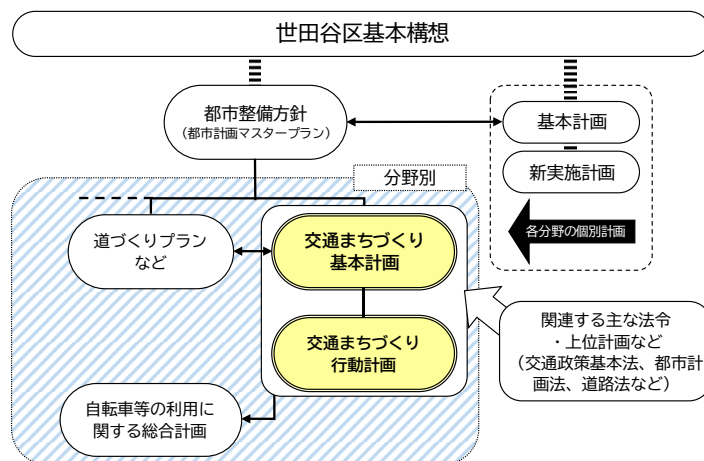 世田谷区基本構想
都市整備方針
（都市計画マスタープラン）
基本計画
新実施計画
分野別
各分野の個別計画
道づくりプラン
など
交通まちづくり
基本計画
交通まちづくり
行動計画
関連する主な法令
・上位計画など
（交通政策基本法、都市計
画法、道路法など）
自転車等の利用に
関する総合計画